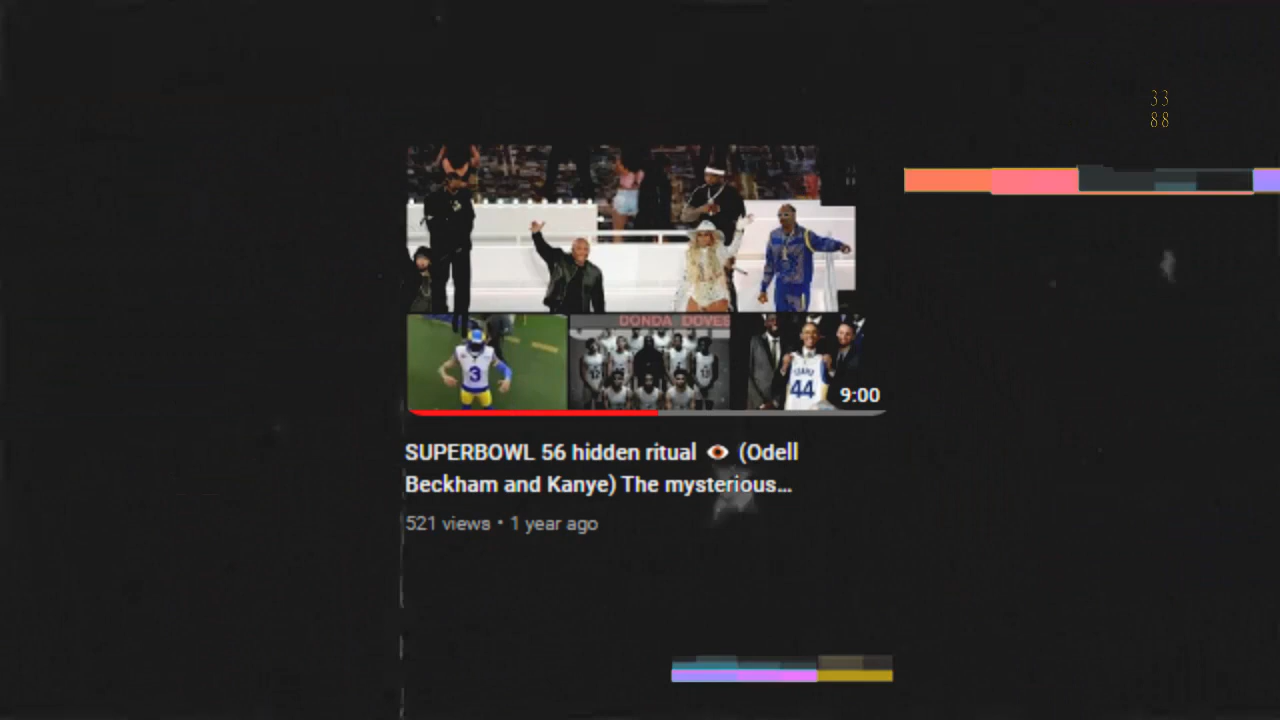 33
88
DONDA DOVES
3
44
9:00
SUPERBOWL 56 hidden ritual 👁 (Odell
Beckham and Kanye) The mysterious...
521 views • 1 year ago